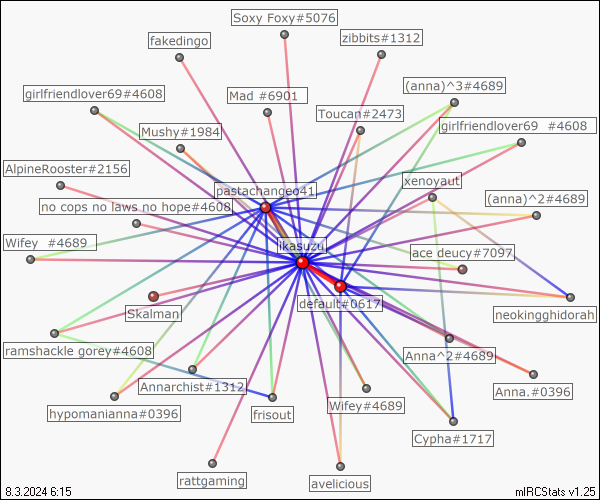 Soxy Foxy#5076
zibbits#1312
fakedingo
(anna)^3#4689
girlfriendlover69#4608
Mad #6901
Toucan#2473
girlfriendlover69 #4608
Mushy#1984
AlpineRooster#2156
xenoyaut
pastachangeo41
(anna)^2#4689
no cops no laws no hope#4608
Wifey #4689
ikasuzu
ace deucy#7097
default#0617
Skalman
neokingghidorah
ramshackle gorey#4608
Anna^2#4689
Annarchist#1312
Anna.#0396
Wifey#4689
hypomanianna#0396
frisout
Cypha#1717
rattgaming
avelicious
8.3.2024 6:15
mIRCStats v1.25